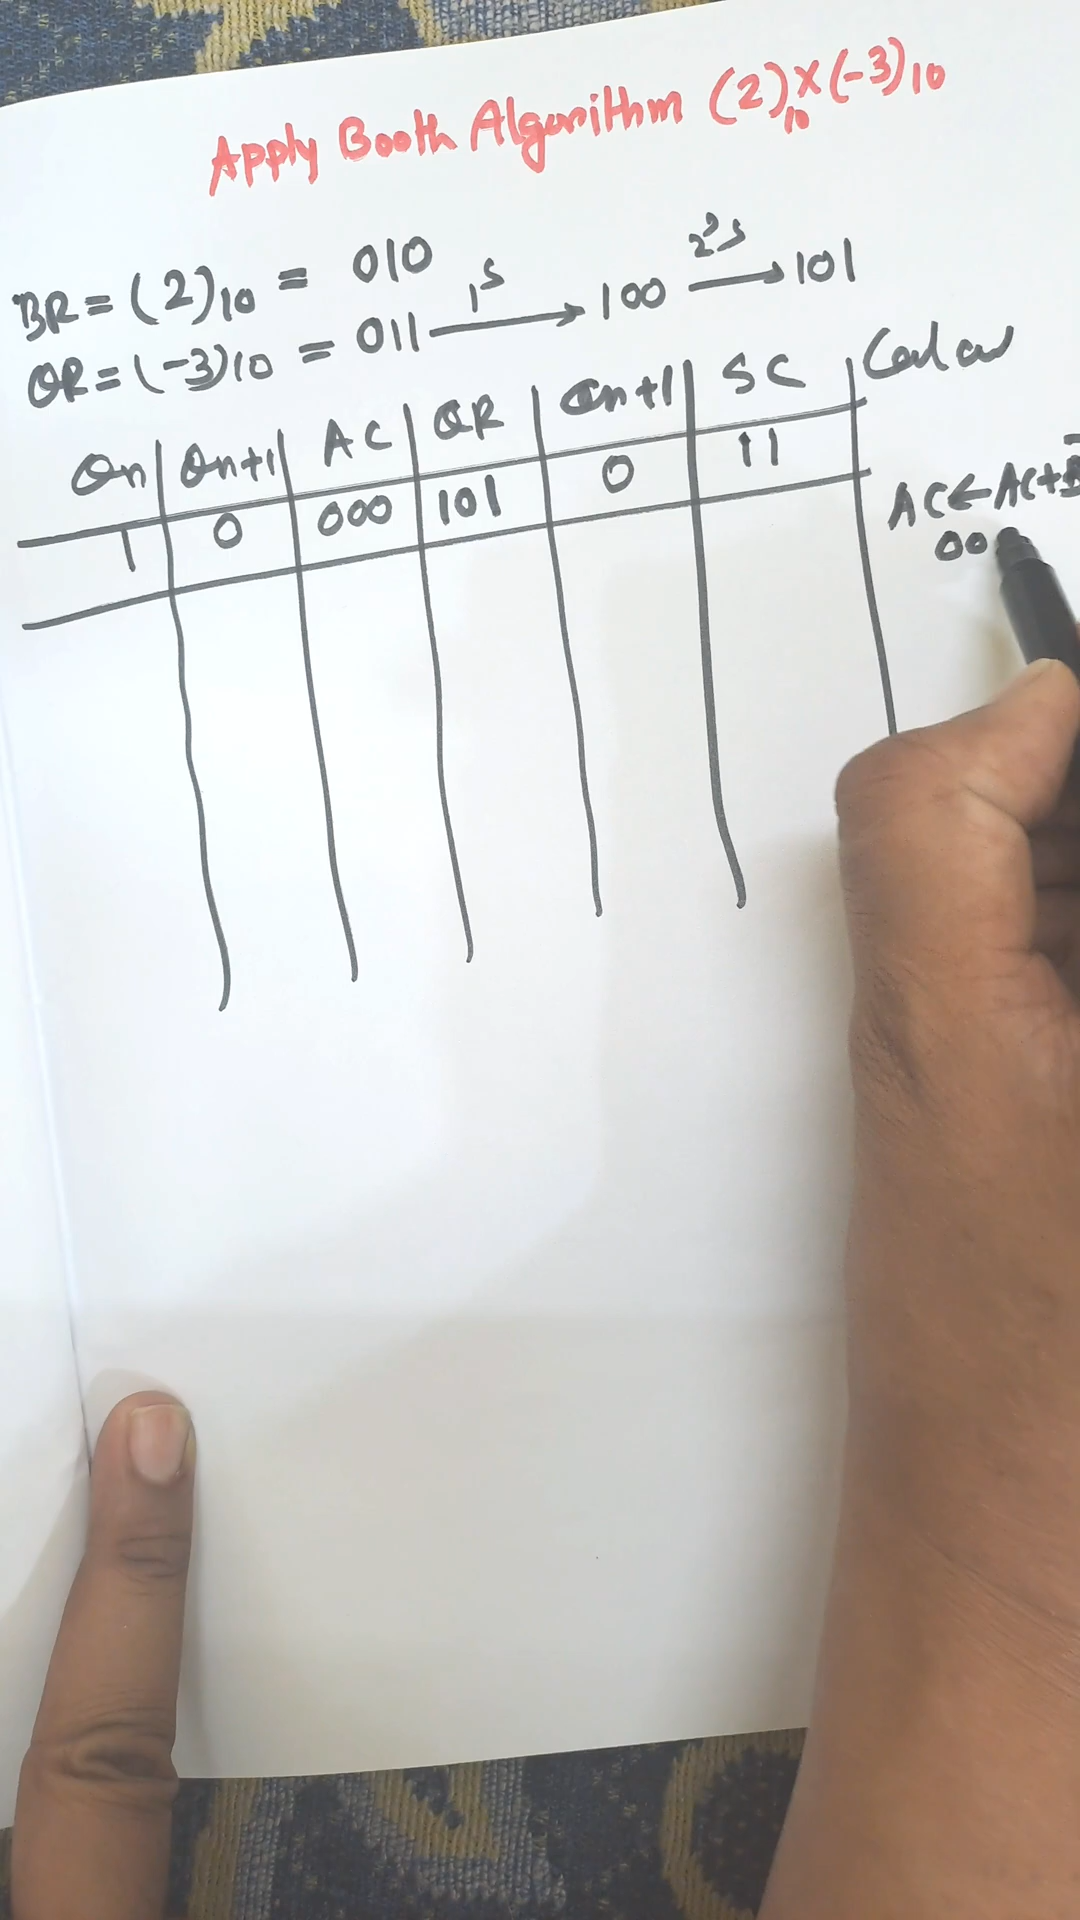 Apply Booth Algorithm (2)₁₀×(-3)₁₀
BR = (2)₁₀ = 010
QR = (-3)₁₀ = 011 1's → 100 2's → 101
Qn Qn+1 AC QR Qn+1 SC
1 0 000 101 0 11
AC←AC+
00